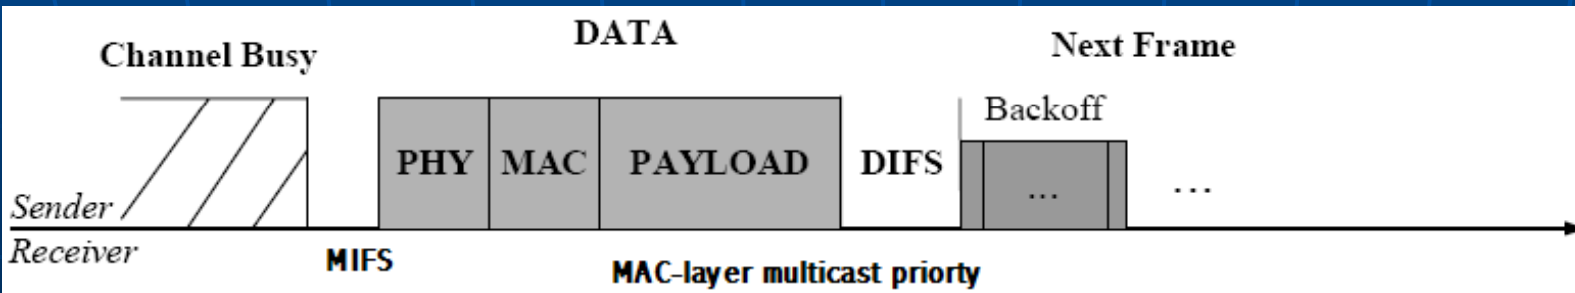 DATA
Channel Busy
Next Frame
Backoff
PHY MAC PAYLOAD DIFS ... ...
Sender
Receiver
MIFS
MAC-layer multicast priorty